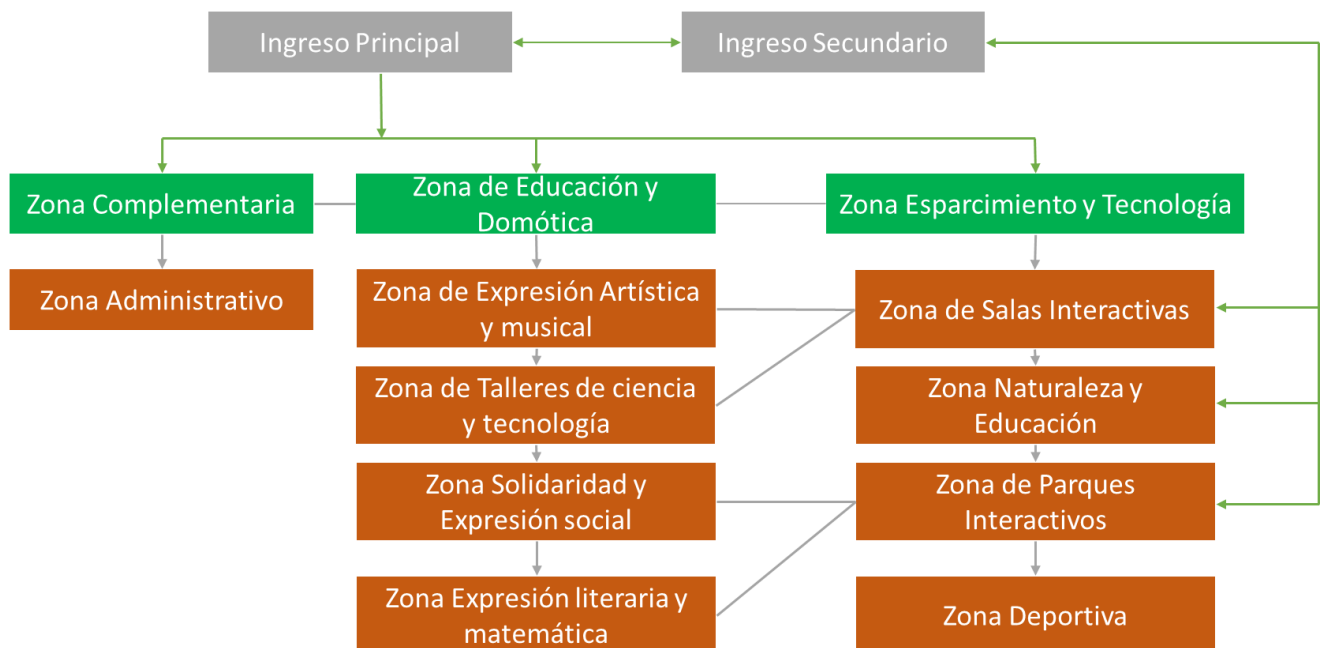 Ingreso Principal
Ingreso Secundario
Zona Complementaria
Zona de Educación y
Domótica
Zona Esparcimiento y Tecnología
Zona Administrativo
Zona de Expresión Artística
y musical
Zona de Salas Interactivas
Zona de Talleres de ciencia
y tecnología
Zona Naturaleza y
Educación
Zona Solidaridad y
Expresión social
Zona de Parques
Interactivos
Zona Expresión literaria y
matemática
Zona Deportiva